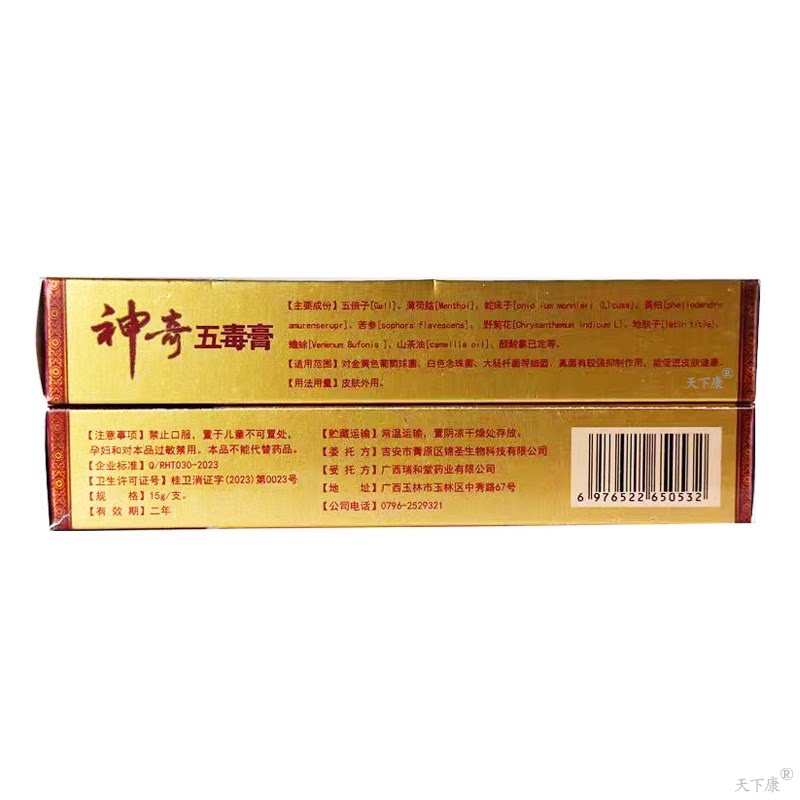 神奇五毒膏
【主要成份】五倍子[Gall]、薄荷脑[Menthol]、蛇床子[onidium monnieri (L)cuss]、黄柏[phellodendro
amurenserupr]、苦参[sophora flavescens]、野菊花[Chrysanthemum indicum L]、地肤子[latin title]、
蟾蜍[Venenum Bufonis ]、山茶油[camellia oil]、醋酸氯已定等。
【适用范围】对金黄色葡萄球菌、白色念珠菌、大肠杆菌等细菌、真菌有较强抑制作用，能促进皮肤健康。
【用法用量】皮肤外用。
天下康®
【注意事项】禁止口服，置于儿童不可置处。
孕妇和对本品过敏禁用。本品不能代替药品。
【企业标准】Q/RHT030-2023
【卫生许可证号】桂卫消证字(2023)第0023号
【规 格】15g/支。
【有 效 期】二年
【贮藏运输】常温运输，置阴凉干燥处存放。
【委 托 方】吉安市青原区锦圣生物科技有限公司
【受 托 方】广西瑞和堂药业有限公司
【地 址】广西玉林市玉林区中秀路67号
【公司电话】0796-2529321
6 976522 650532
天下康®